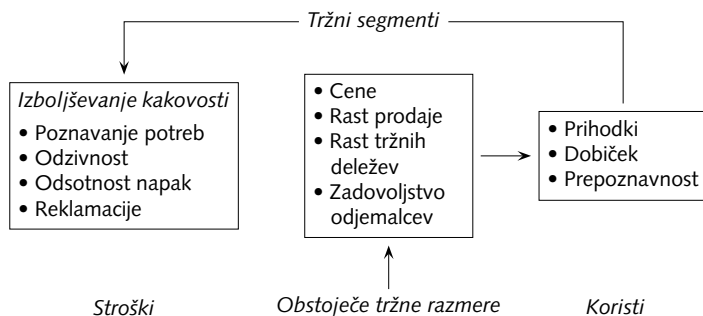 Tržni segmenti
Izboljševanje kakovosti
• Poznavanje potreb
• Odzivnost
• Odsotnost napak
• Reklamacije
• Cene
• Rast prodaje
• Rast tržnih
deležev
• Zadovoljstvo
odjemalcev
• Prihodki
• Dobiček
• Prepoznavnost
Stroški
Obstoječe tržne razmere
Koristi